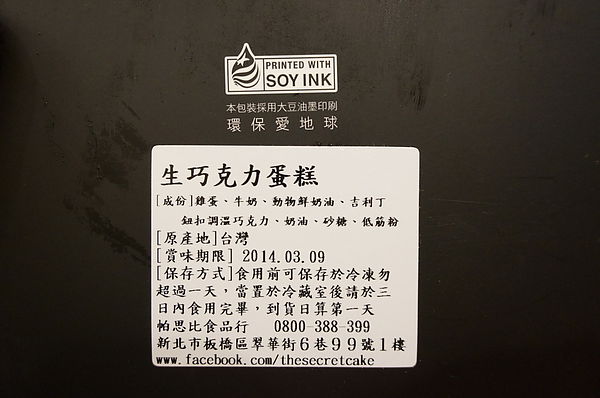 PRINTED WITH
SOY INK
本包裝採用大豆油墨印刷
環保愛地球
生巧克力蛋糕
[成份]雞蛋、牛奶、動物鮮奶油、吉利丁
鈕扣調溫巧克力、奶油、砂糖、低筋粉
[原產地]台灣
[賞味期限] 2014.03.09
[保存方式]食用前可保存於冷凍勿
超過一天，當置於冷藏室後請於三
日內食用完畢，到貨日算第一天
帕思比食品行 0800-388-399
新北市板橋區翠華街6巷99號1樓
www.facebook.com/thesecretcake